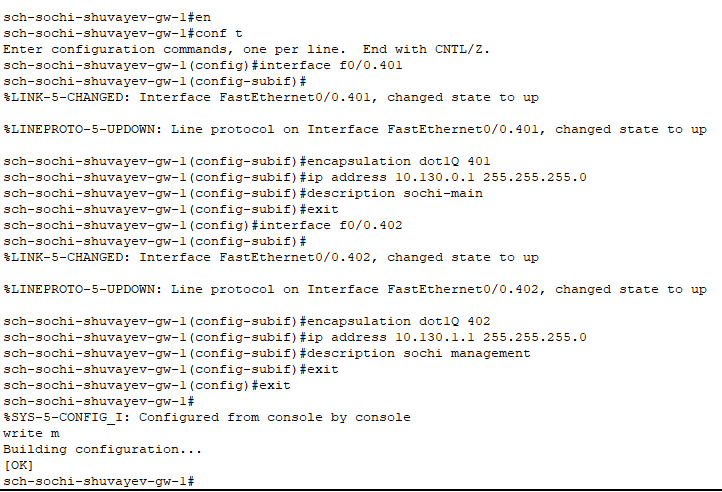 sch-sochi-shuvayev-gw-1#en
sch-sochi-shuvayev-gw-1#conf t
Enter configuration commands, one per line.  End with CNTL/Z.
sch-sochi-shuvayev-gw-1(config)#interface f0/0.401
sch-sochi-shuvayev-gw-1(config-subif)#
%LINK-5-CHANGED: Interface FastEthernet0/0.401, changed state to up
%LINEPROTO-5-UPDOWN: Line protocol on Interface FastEthernet0/0.401, changed state to up
sch-sochi-shuvayev-gw-1(config-subif)#encapsulation dot1Q 401
sch-sochi-shuvayev-gw-1(config-subif)#ip address 10.130.0.1 255.255.255.0
sch-sochi-shuvayev-gw-1(config-subif)#description sochi-main
sch-sochi-shuvayev-gw-1(config-subif)#exit
sch-sochi-shuvayev-gw-1(config)#interface f0/0.402
sch-sochi-shuvayev-gw-1(config-subif)#
%LINK-5-CHANGED: Interface FastEthernet0/0.402, changed state to up
%LINEPROTO-5-UPDOWN: Line protocol on Interface FastEthernet0/0.402, changed state to up
sch-sochi-shuvayev-gw-1(config-subif)#encapsulation dot1Q 402
sch-sochi-shuvayev-gw-1(config-subif)#ip address 10.130.1.1 255.255.255.0
sch-sochi-shuvayev-gw-1(config-subif)#description sochi management
sch-sochi-shuvayev-gw-1(config-subif)#exit
sch-sochi-shuvayev-gw-1(config)#exit
sch-sochi-shuvayev-gw-1#
%SYS-5-CONFIG_I: Configured from console by console
write m
Building configuration...
[OK]
sch-sochi-shuvayev-gw-1#